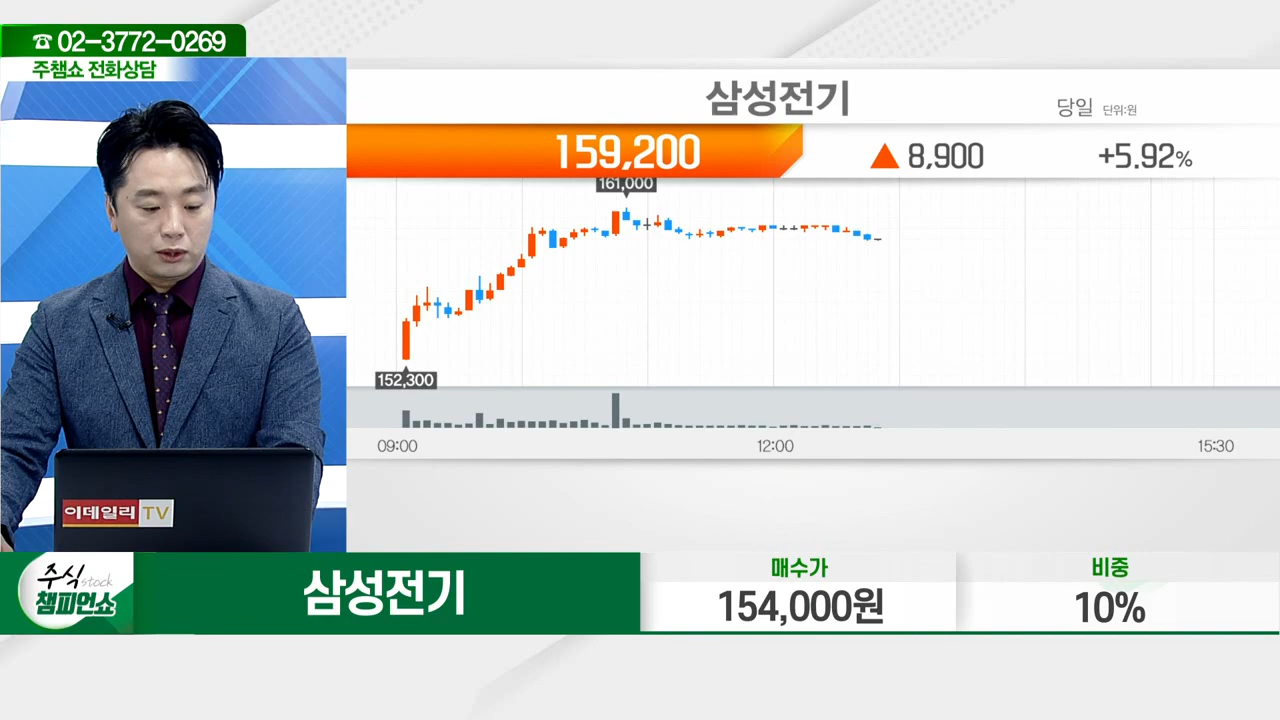 ☎ 02-3772-0269
주챔쇼 전화상담
삼성전기
당일 단위:원
159,200 ▲ 8,900 +5.92%
161,000
152,300
09:00 12:00 15:30
이데일리 TV
주식 stock
챔피언쇼
삼성전기
매수가
154,000원
비중
10%